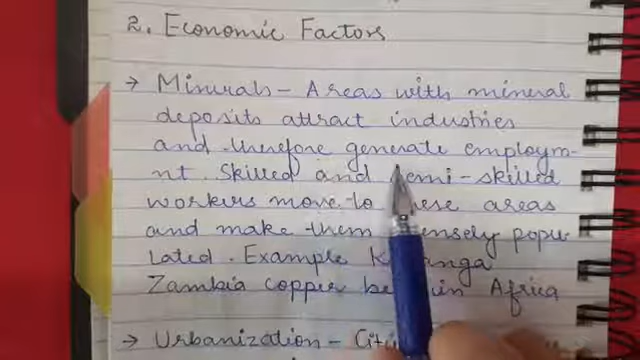 2. Economic Factors
→ Minerals - Areas with mineral
deposits attract industries
and therefore generate employm-
nt. Skilled and semi-skilled
workers move to these areas
and make them densely popu-
lated. Example
Zambia copper in Africa
→ Urbanization -